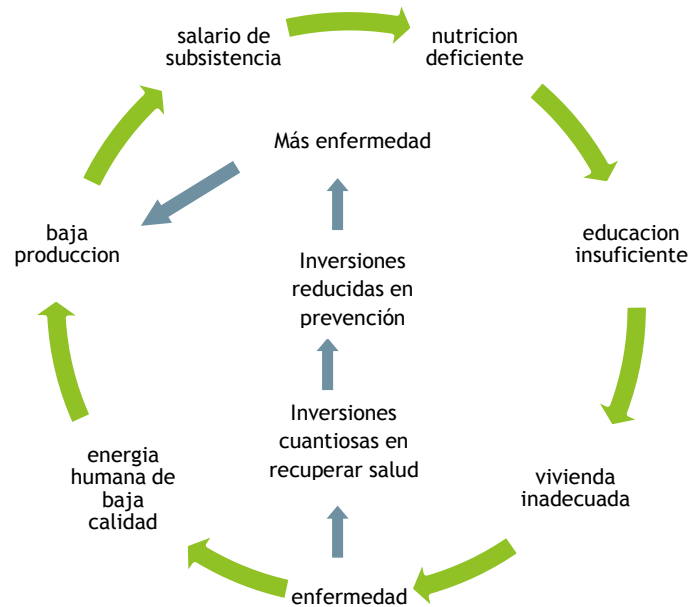 salario de
subsistencia
nutricion
deficiente
Más enfermedad
baja
produccion
educacion
insuficiente
Inversiones
reducidas en
prevención
Inversiones
cuantiosas en
recuperar salud
energia
humana de
baja
calidad
vivienda
inadecuada
enfermedad